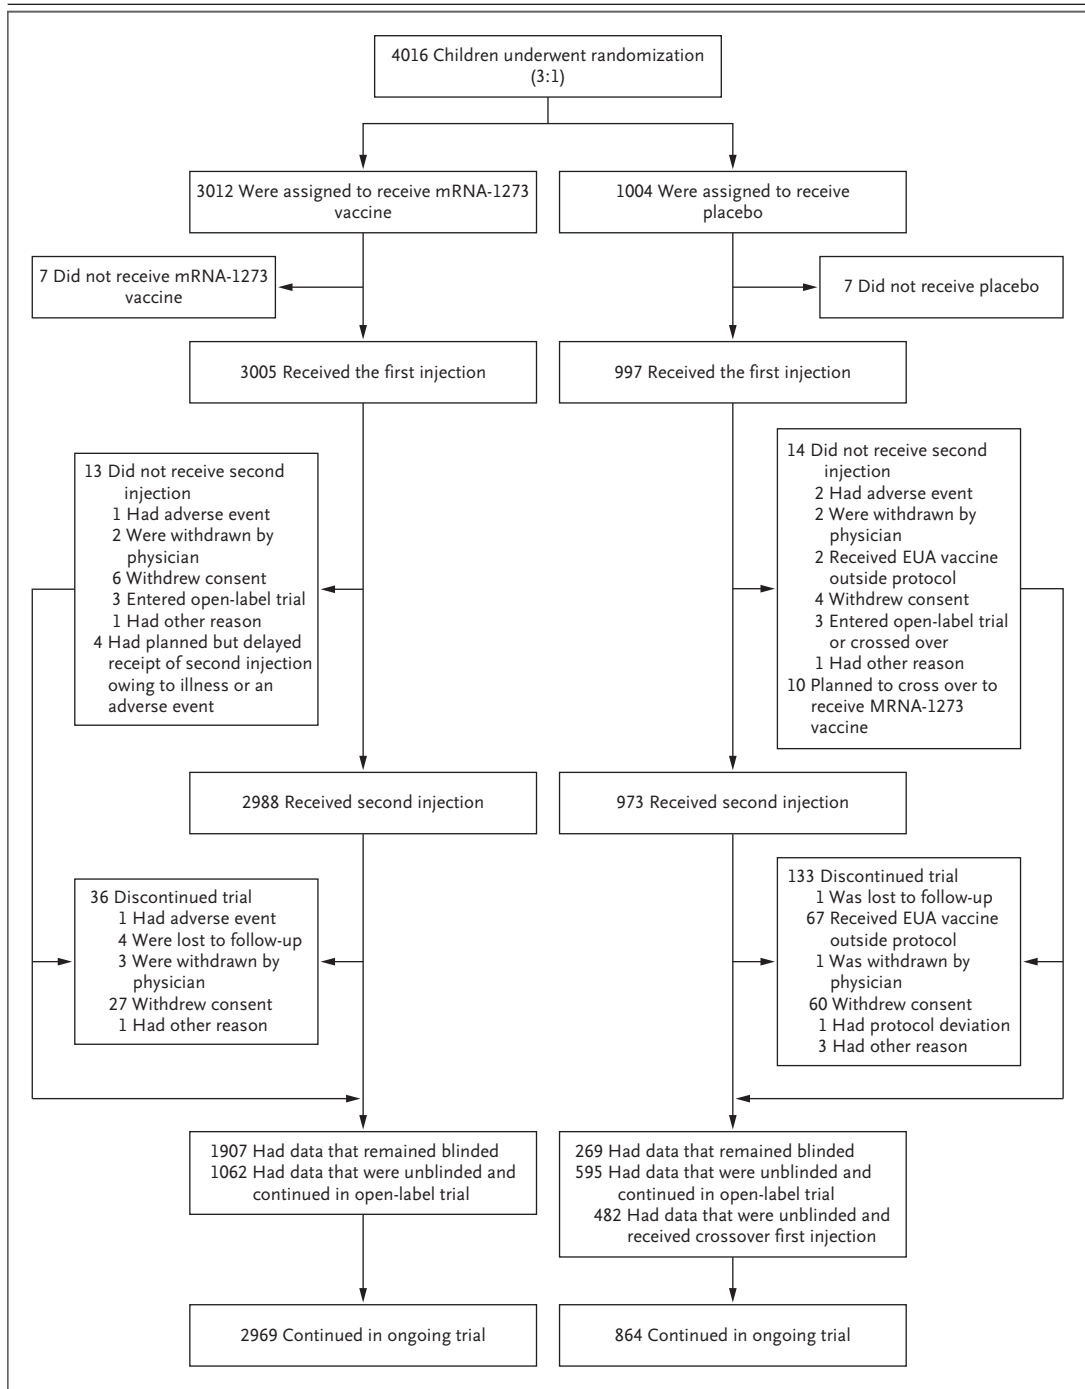 4016 Children underwent randomization
(3:1)
3012 Were assigned to receive mRNA-1273
vaccine
1004 Were assigned to receive
placebo
7 Did not receive mRNA-1273
vaccine
7 Did not receive placebo
3005 Received the first injection
997 Received the first injection
13 Did not receive second
injection
1 Had adverse event
2 Were withdrawn by
physician
6 Withdrew consent
3 Entered open-label trial
1 Had other reason
4 Had planned but delayed
receipt of second injection
owing to illness or an
adverse event
14 Did not receive second
injection
2 Had adverse event
2 Were withdrawn by
physician
2 Received EUA vaccine
outside protocol
4 Withdrew consent
3 Entered open-label trial
or crossed over
1 Had other reason
10 Planned to cross over to
receive MRNA-1273
vaccine
2988 Received second injection
973 Received second injection
36 Discontinued trial
1 Had adverse event
4 Were lost to follow-up
3 Were withdrawn by
physician
27 Withdrew consent
1 Had other reason
133 Discontinued trial
1 Was lost to follow-up
67 Received EUA vaccine
outside protocol
1 Was withdrawn by
physician
60 Withdrew consent
1 Had protocol deviation
3 Had other reason
1907 Had data that remained blinded
1062 Had data that were unblinded and
continued in open-label trial
269 Had data that remained blinded
595 Had data that were unblinded and
continued in open-label trial
482 Had data that were unblinded and
received crossover first injection
2969 Continued in ongoing trial
864 Continued in ongoing trial